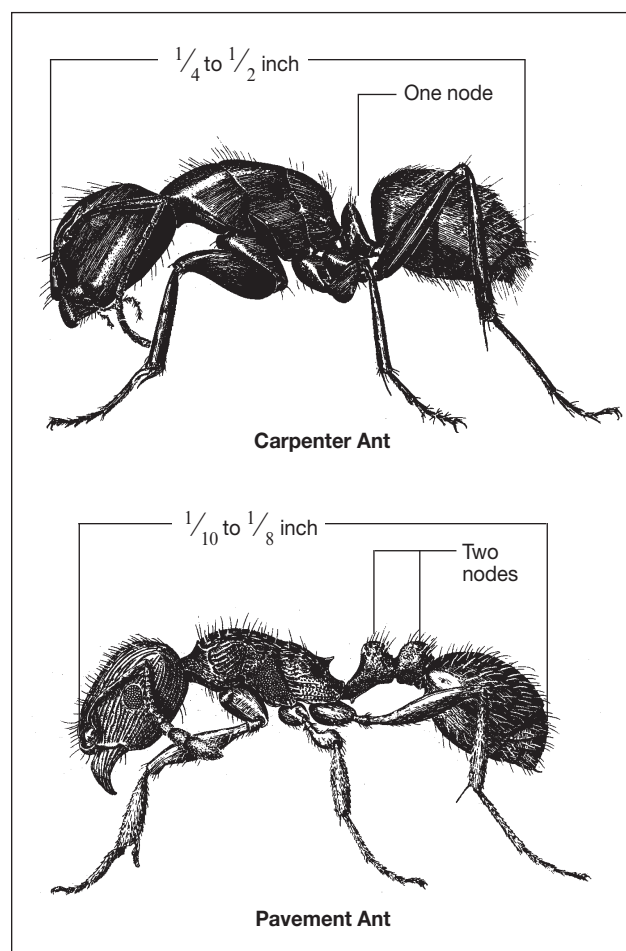 1/4 to 1/2 inch
One node
Carpenter Ant
1/10 to 1/8 inch
Two
nodes
Pavement Ant